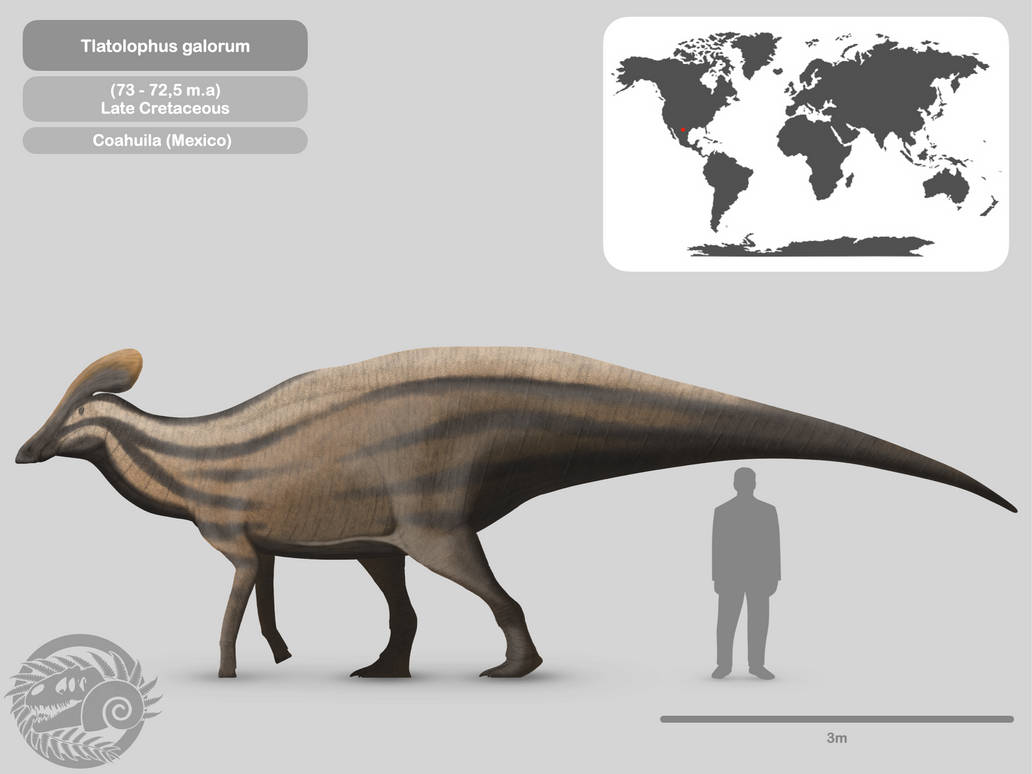 Tlatolophus galorum
(73 - 72,5 m.a)
Late Cretaceous
Coahuila (Mexico)
3m